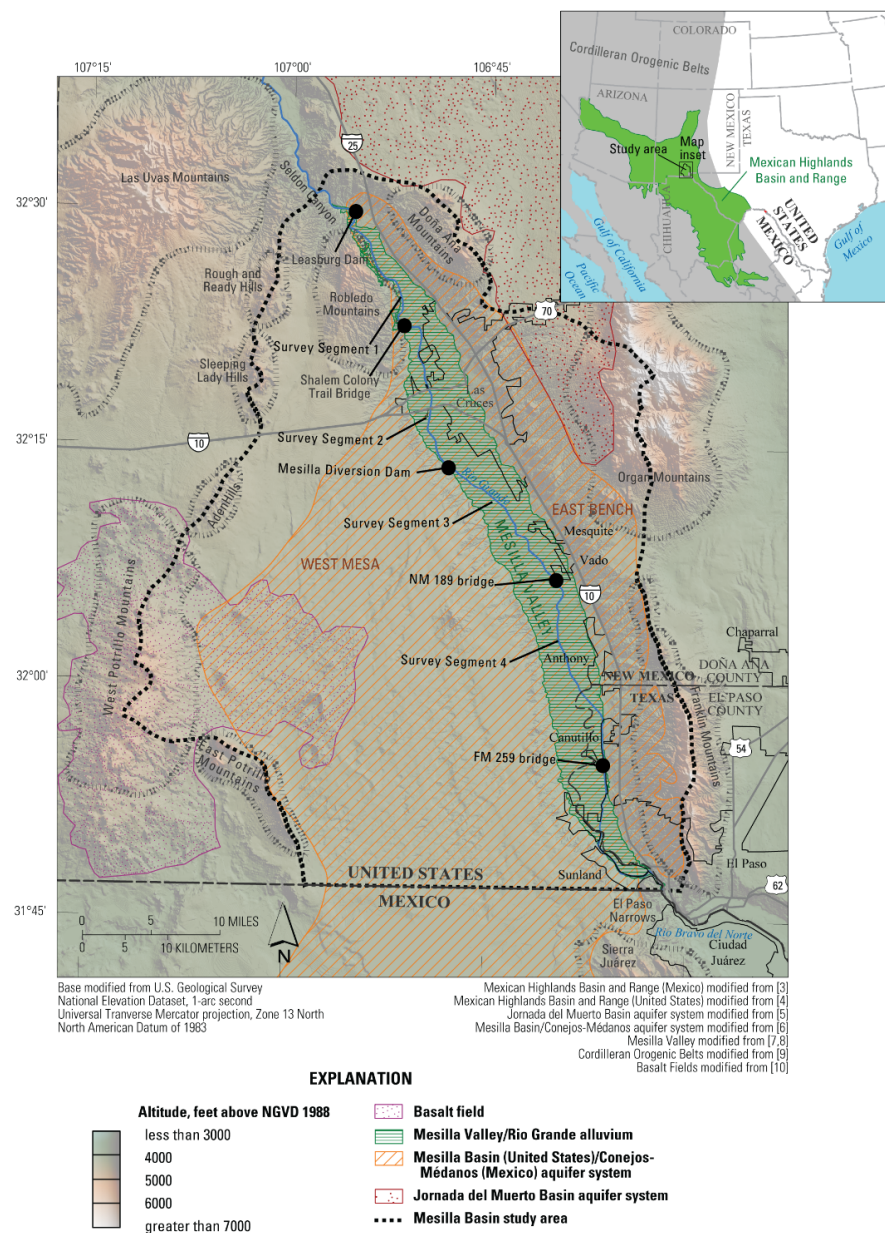 107°15'
107°00'
106°45'
COLORADO
Cordilleran Orogenic Belts
ARIZONA
NEW MEXICO
TEXAS
Map
inset
Study area
Mexican Highlands
Basin and Range
CHIHUAHUA
UNITED
STATES
MEXICO
Gulf of California
Gulf of
Mexico
Pacific
Ocean
25
Las Uvas Mountains
Seldon Canyon
32°30'
Doña Ana
Mountains
Leasburg Dam
Rough and
Ready Hills
Robledo
Mountains
70
Survey Segment 1
Sleeping
Lady Hills
Shalem Colony
Trail Bridge
Las
Cruces
32°15'
10
Survey Segment 2
Mesilla Diversion Dam
Rio Grande
Organ Mountains
Aden Hills
Survey Segment 3
EAST BENCH
Mesquite
WEST MESA
MESILLA VALLEY
Vado
NM 189 bridge
10
Chaparral
Survey Segment 4
Anthony
West Potrillo Mountains
32°00'
NEW MEXICO
TEXAS
DOÑA ANA
COUNTY
EL PASO
COUNTY
Franklin Mountains
Canutillo
54
East Potrillo
Mountains
FM 259 bridge
El Paso
UNITED STATES
MEXICO
Sunland
62
31°45'
El Paso
Narrows
Rio Bravo del Norte
0 5 10 MILES
0 5 10 KILOMETERS
N
Sierra
Juárez
Ciudad
Juárez
Base modified from U.S. Geological Survey
National Elevation Dataset, 1-arc second
Universal Tranverse Mercator projection, Zone 13 North
North American Datum of 1983
Mexican Highlands Basin and Range (Mexico) modified from [3]
Mexican Highlands Basin and Range (United States) modified from [4]
Jornada del Muerto Basin aquifer system modified from [5]
Mesilla Basin/Conejos-Médanos aquifer system modified from [6]
Mesilla Valley modified from [7,8]
Cordilleran Orogenic Belts modified from [9]
Basalt Fields modified from [10]
EXPLANATION
Altitude, feet above NGVD 1988
less than 3000
4000
5000
6000
greater than 7000
Basalt field
Mesilla Valley/Rio Grande alluvium
Mesilla Basin (United States)/Conejos-
Médanos (Mexico) aquifer system
Jornada del Muerto Basin aquifer system
Mesilla Basin study area